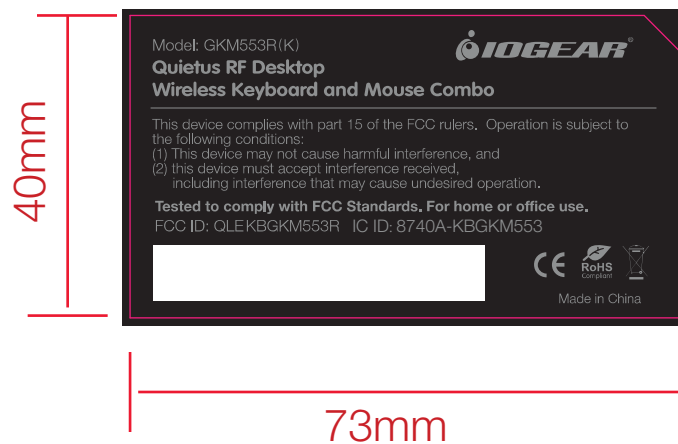 Model: GKM553R(K)
IOGEAR®
Quietus RF Desktop
Wireless Keyboard and Mouse Combo
This device complies with part 15 of the FCC rulers. Operation is subject to
the following conditions:
(1) This device may not cause harmful interference, and
(2) this device must accept interference received,
including interference that may cause undesired operation.
Tested to comply with FCC Standards. For home or office use.
FCC ID: QLEKBGKM553R IC ID: 8740A-KBGKM553
CE
RoHS
Compliant
Made in China
40mm
73mm